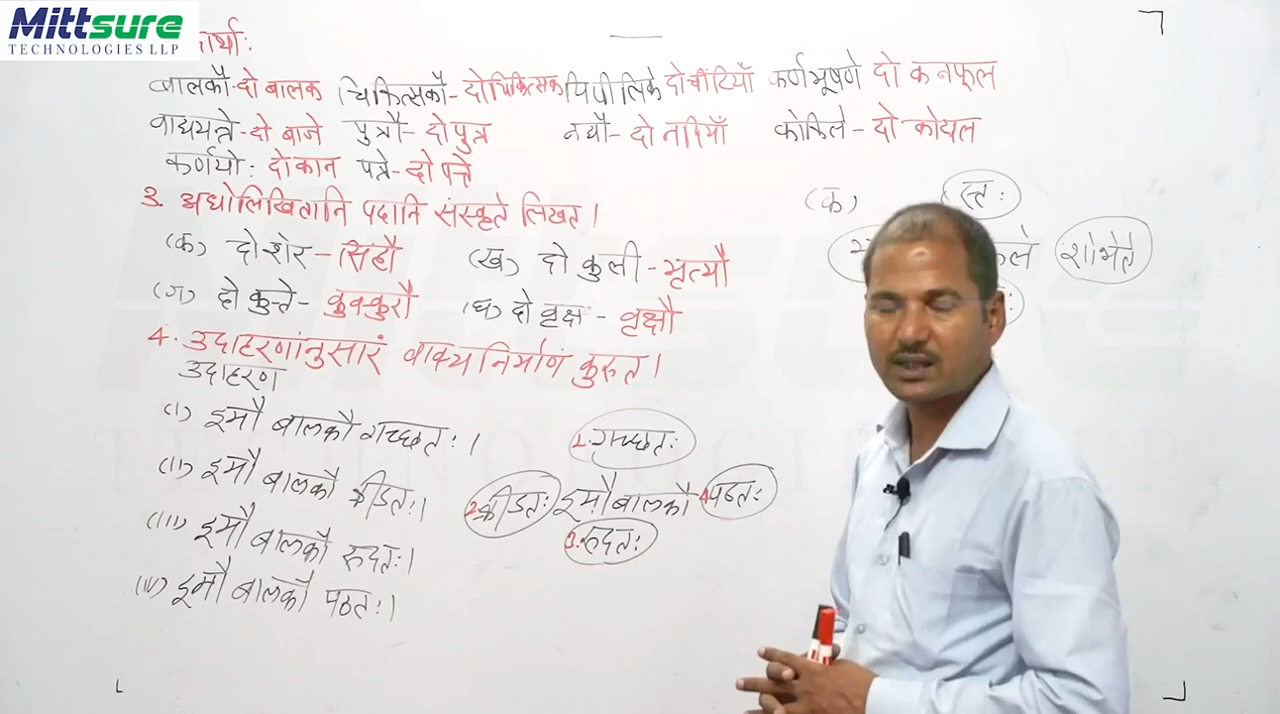 Mittsure
TECHNOLOGIES LLP
बालकौ-दो बालक चिकित्सकौ-दो चिकित्सक पिपीलिके दो चींटियाँ कर्णभूषणे दो कनफूल
वाद्ययन्त्रे-दो बाजे पुत्रौ-दो पुत्र नद्यौ-दो नदियाँ कोकिले-दो कोयल
कर्णयो: दो कान पत्रे-दो पत्ते
3. अधोलिखितानि पदानि संस्कृते लिखत।
(क) दो शेर-सिंहौ (ख) दो कुली-भृत्यौ
(ग) दो कुत्ते-कुक्कुरौ (घ) दो वृक्ष-वृक्षौ
4. उदाहरणांनुसारं वाक्य निर्माणं कुरुत।
उदाहरण
(I) इमौ बालकौ गच्छतः।
(II) इमौ बालकौ क्रीडतः।
(III) इमौ बालकौ रुदतः।
(IV) इमौ बालकौ पठतः।
1. गच्छतः
2. क्रीडतः इमौ बालकौ 4. पठतः
3. रुदतः
(क)
शोभेते